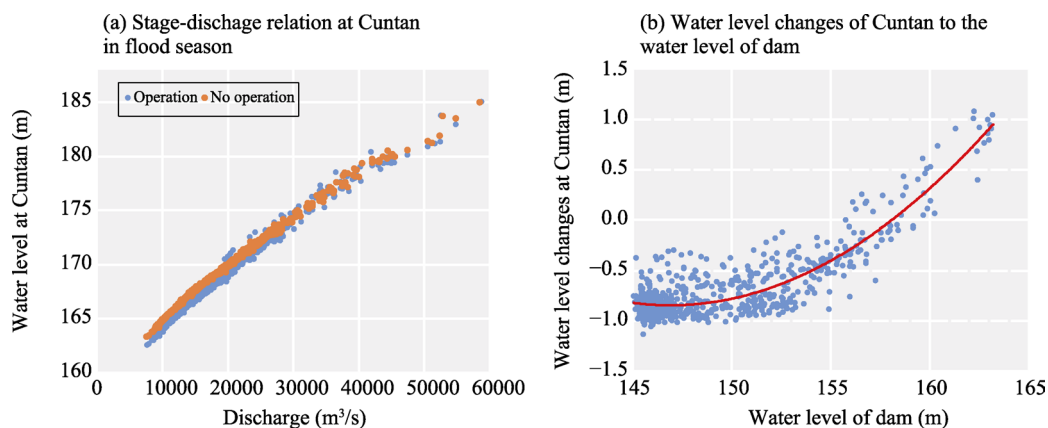 (a) Stage-dischage relation at Cuntan
in flood season
Water level at Cuntan (m)
185
180
175
170
165
160
Operation No operation
0 10000 20000 30000 40000 50000 60000
Discharge (m³/s)
(b) Water level changes of Cuntan to the
water level of dam
Water level changes at Cuntan (m)
1.5
1.0
0.5
0.0
−0.5
−1.0
−1.5
145 150 155 160 165
Water level of dam (m)